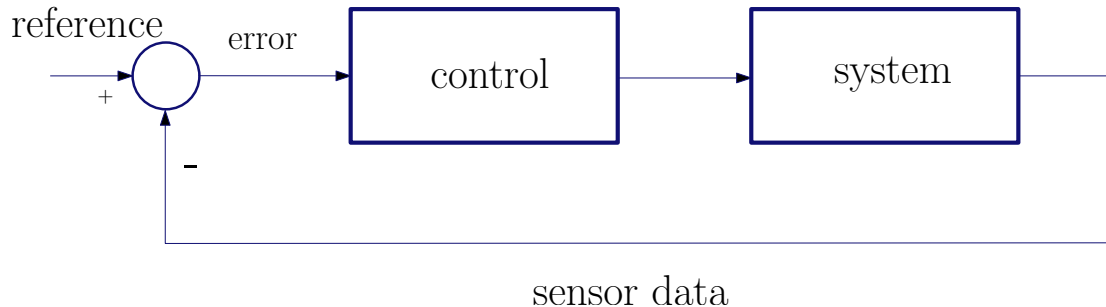 reference
error
control
system
+
-
sensor data